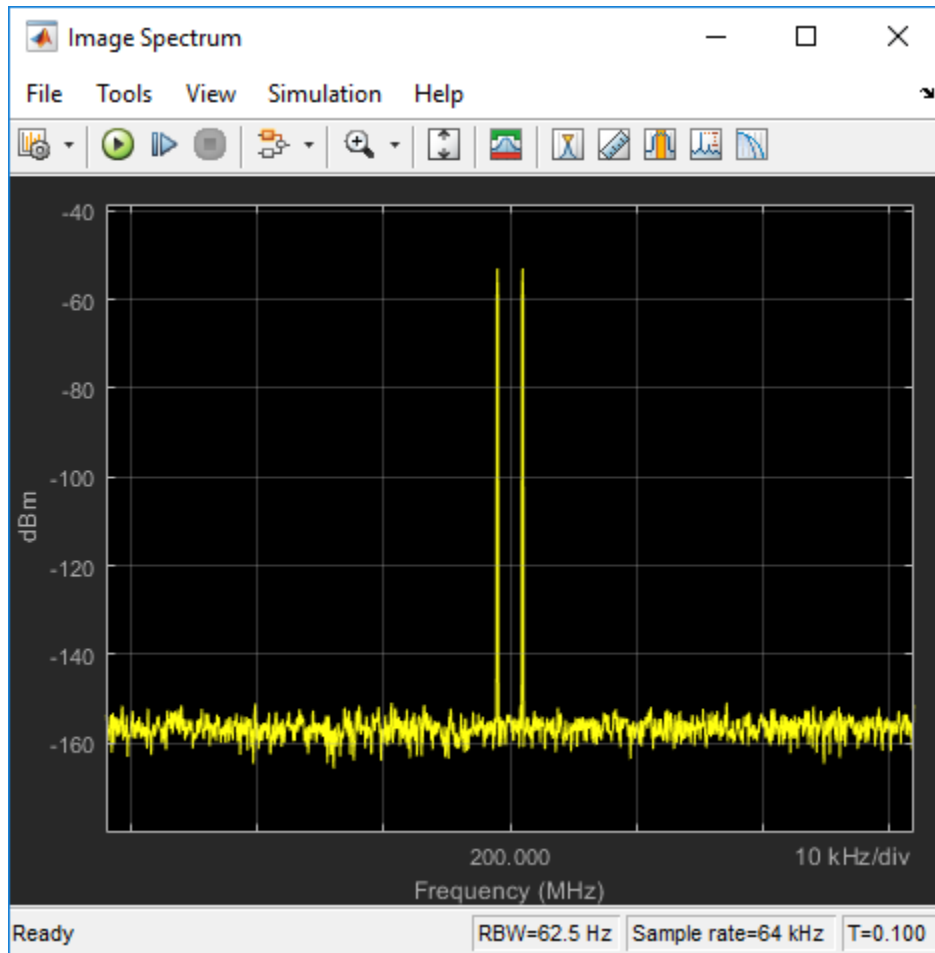 Image Spectrum
File Tools View Simulation Help
-40
-60
-80
-100
-120
-140
-160
dBm
200.000 10 kHz/div
Frequency (MHz)
Ready RBW=62.5 Hz Sample rate=64 kHz T=0.100